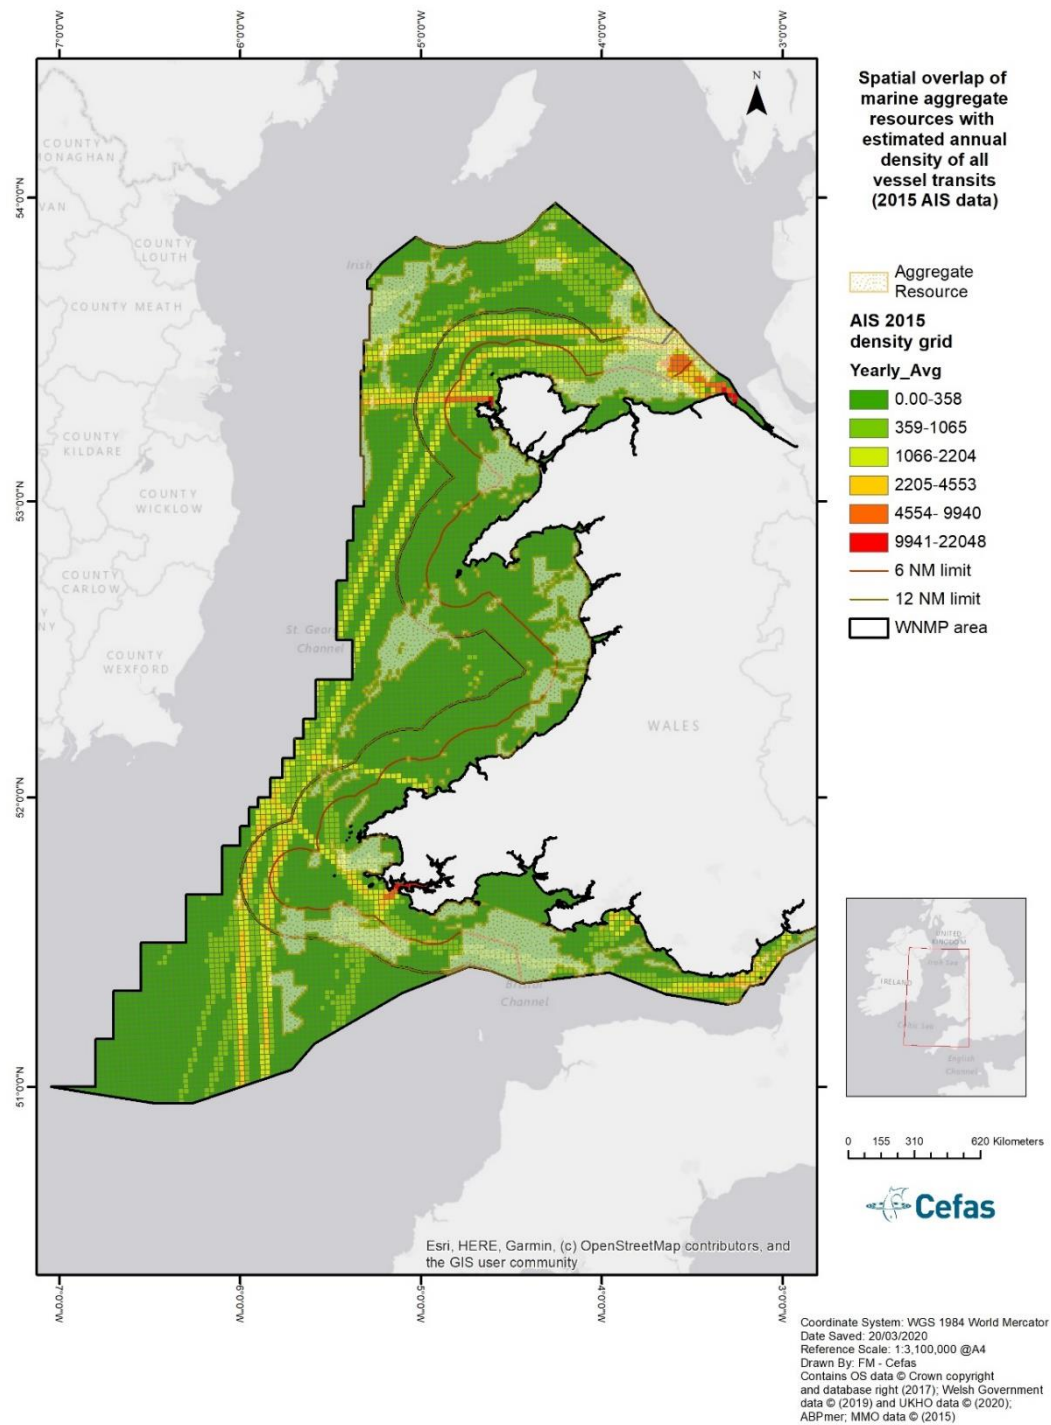 7°0'0"W
6°0'0"W
5°0'0"W
4°0'0"W
3°0'0"W
54°0'0"N
53°0'0"N
52°0'0"N
51°0'0"N
N
COUNTY
MONAGHAN
VAN
COUNTY
LOUTH
Irish
COUNTY MEATH
COUNTY
KILDARE
COUNTY
WICKLOW
COUNTY
CARLOW
NY
COUNTY
WEXFORD
St. George
Channel
WALES
Bristol
Channel
Esri, HERE, Garmin, (c) OpenStreetMap contributors, and
the GIS user community
7°0'0"W
6°0'0"W
5°0'0"W
4°0'0"W
3°0'0"W
Spatial overlap of
marine aggregate
resources with
estimated annual
density of all
vessel transits
(2015 AIS data)
Aggregate
Resource
AIS 2015
density grid
Yearly_Avg
0.00-358
359-1065
1066-2204
2205-4553
4554- 9940
9941-22048
6 NM limit
12 NM limit
WNMP area
UNITED
KINGDOM
Irish Sea
IRELAND
Celtic Sea
English
Channel
0 155 310 620 Kilometers
Cefas
Coordinate System: WGS 1984 World Mercator
Date Saved: 20/03/2020
Reference Scale: 1:3,100,000 @A4
Drawn By: FM - Cefas
Contains OS data © Crown copyright
and database right (2017); Welsh Government
data © (2019) and UKHO data © (2020);
ABPmer; MMO data © (2015)